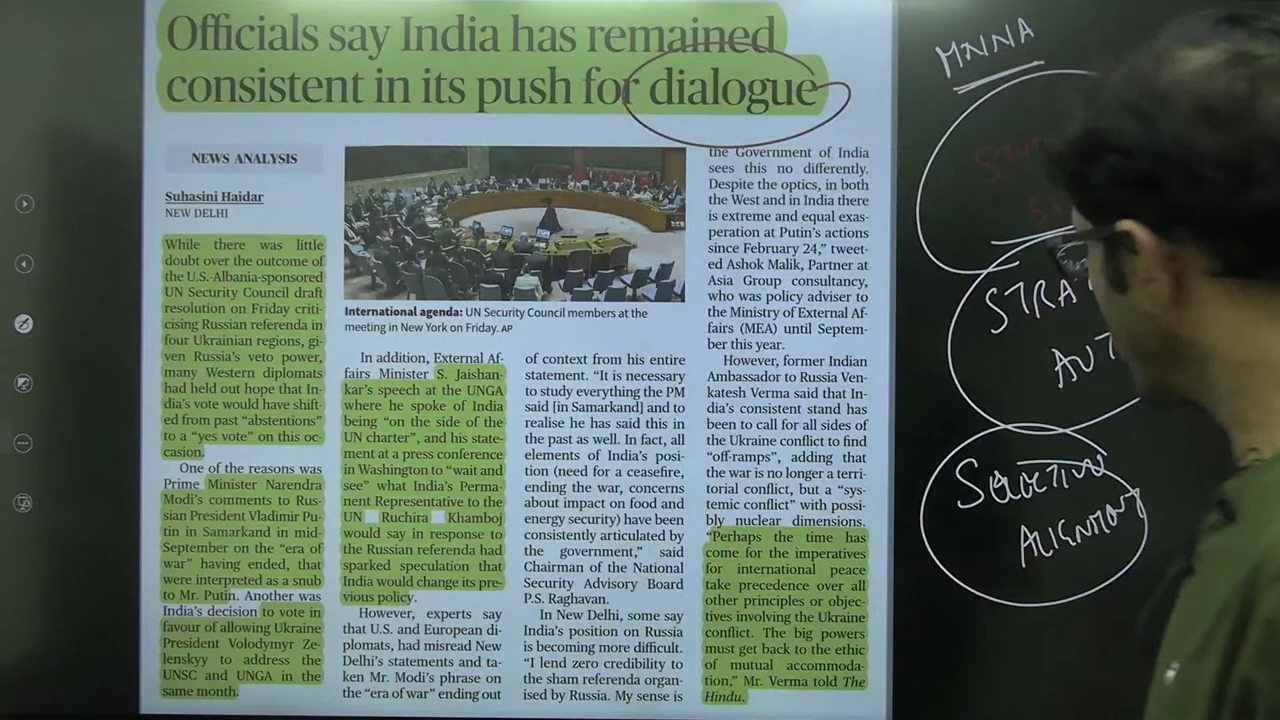 Officials say India has remained
consistent in its push for dialogue
NEWS ANALYSIS
Suhasini Haidar
NEW DELHI
While there was little
doubt over the outcome of
the U.S.-Albania-sponsored
UN Security Council draft
resolution on Friday criti-
cising Russian referenda in
four Ukrainian regions, gi-
ven Russia's veto power,
many Western diplomats
had held out hope that In-
dia's vote would have shift-
ed from past “abstentions”
to a “yes vote” on this oc-
casion.
One of the reasons was
Prime Minister Narendra
Modi's comments to Rus-
sian President Vladimir Pu-
tin in Samarkand in mid-
September on the “era of
war” having ended, that
were interpreted as a snub
to Mr. Putin. Another was
India's decision to vote in
favour of allowing Ukraine
President Volodymyr Ze-
lenskyy to address the
UNSC and UNGA in the
same month.
International agenda: UN Security Council members at the
meeting in New York on Friday. AP
In addition, External Af-
fairs Minister S. Jaishan-
kar's speech at the UNGA
where he spoke of India
being “on the side of the
UN charter”, and his state-
ment at a press conference
in Washington to “wait and
see” what India's Perma-
nent Representative to the
UN Ruchira Khamboj
would say in response to
the Russian referenda had
sparked speculation that
India would change its pre-
vious policy.
However, experts say
that U.S. and European di-
plomats, had misread New
Delhi's statements and ta-
ken Mr. Modi's phrase on
the “era of war” ending out
of context from his entire
statement. “It is necessary
to study everything the PM
said [in Samarkand] and to
realise he has said this in
the past as well. In fact, all
elements of India's posi-
tion (need for a ceasefire,
ending the war, concerns
about impact on food and
energy security) have been
consistently articulated by
the government,” said
Chairman of the National
Security Advisory Board
P.S. Raghavan.
In New Delhi, some say
India's position on Russia
is becoming more difficult.
“I lend zero credibility to
the sham referenda organ-
ised by Russia. My sense is
the Government of India
sees this no differently.
Despite the optics, in both
the West and in India there
is extreme and equal exas-
peration at Putin's actions
since February 24,” tweet-
ed Ashok Malik, Partner at
Asia Group consultancy,
who was policy adviser to
the Ministry of External Af-
fairs (MEA) until Septem-
ber this year.
However, former Indian
Ambassador to Russia Ven-
katesh Verma said that In-
dia's consistent stand has
been to call for all sides of
the Ukraine conflict to find
“off-ramps”, adding that
the war is no longer a terri-
torial conflict, but a “sys-
temic conflict” with possi-
bly nuclear dimensions.
“Perhaps the time has
come for the imperatives
for international peace
take precedence over all
other principles or objec-
tives involving the Ukraine
conflict. The big powers
must get back to the ethic
of mutual accommoda-
tion,” Mr. Verma told The
Hindu.
MNNA
STRAT
AUT
SELECTIVE
ALIGNMENT